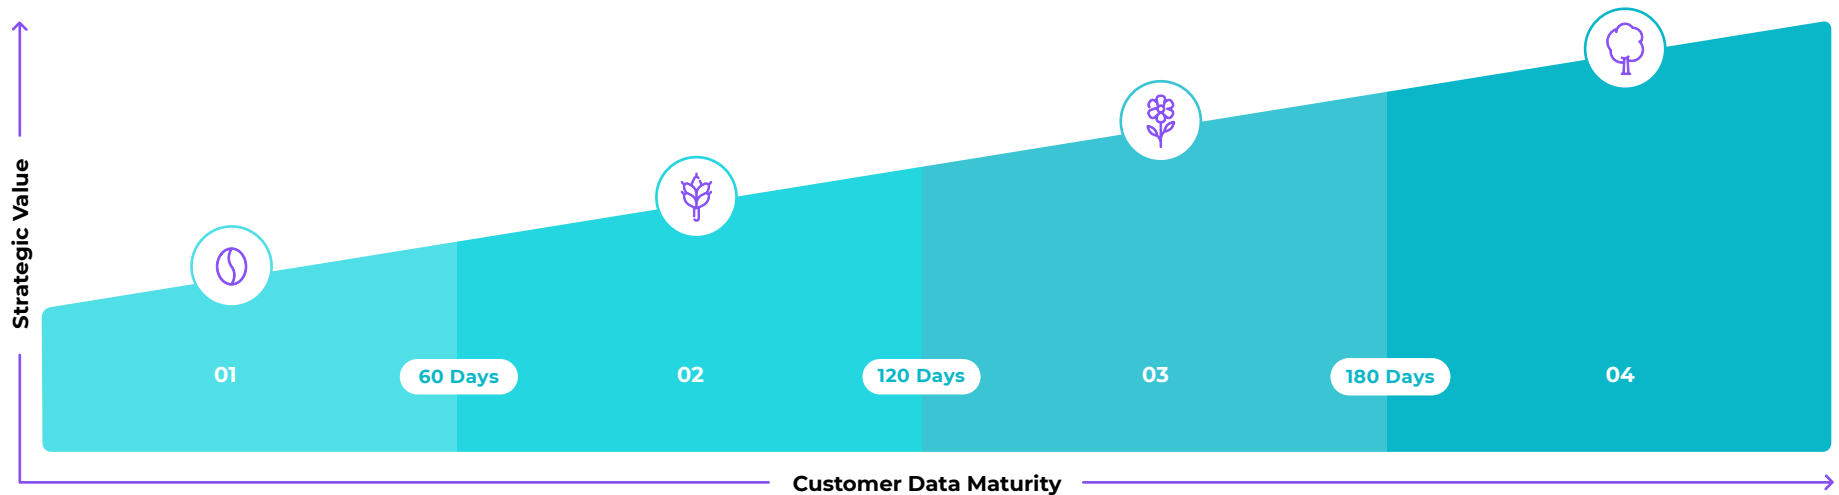 Strategic Value
01
60 Days
02
120 Days
03
180 Days
04
Customer Data Maturity